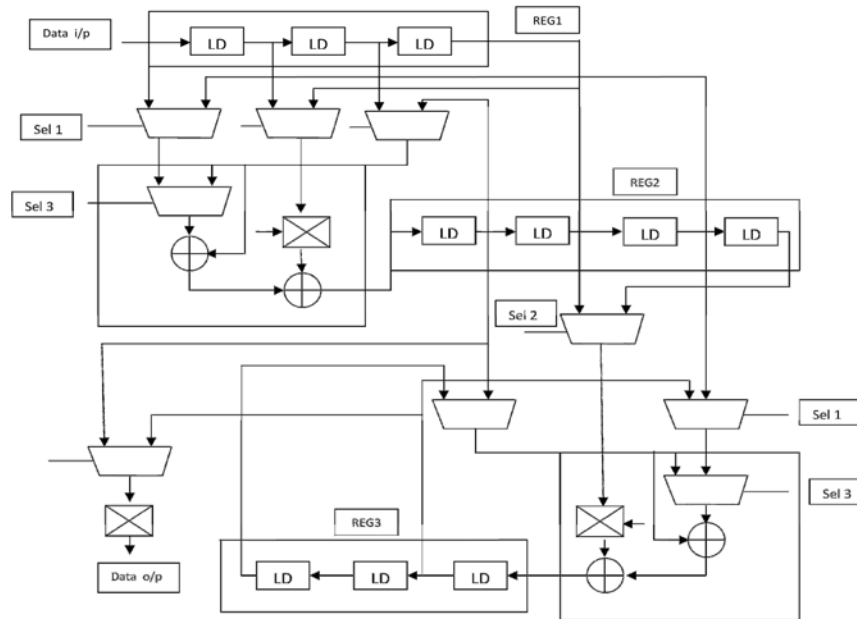 REG1
Data i/p
LD LD LD
Sel 1
REG2
Sel 3
LD LD LD LD
Sel 2
Sel 1
Sel 3
REG3
LD LD LD
Data o/p